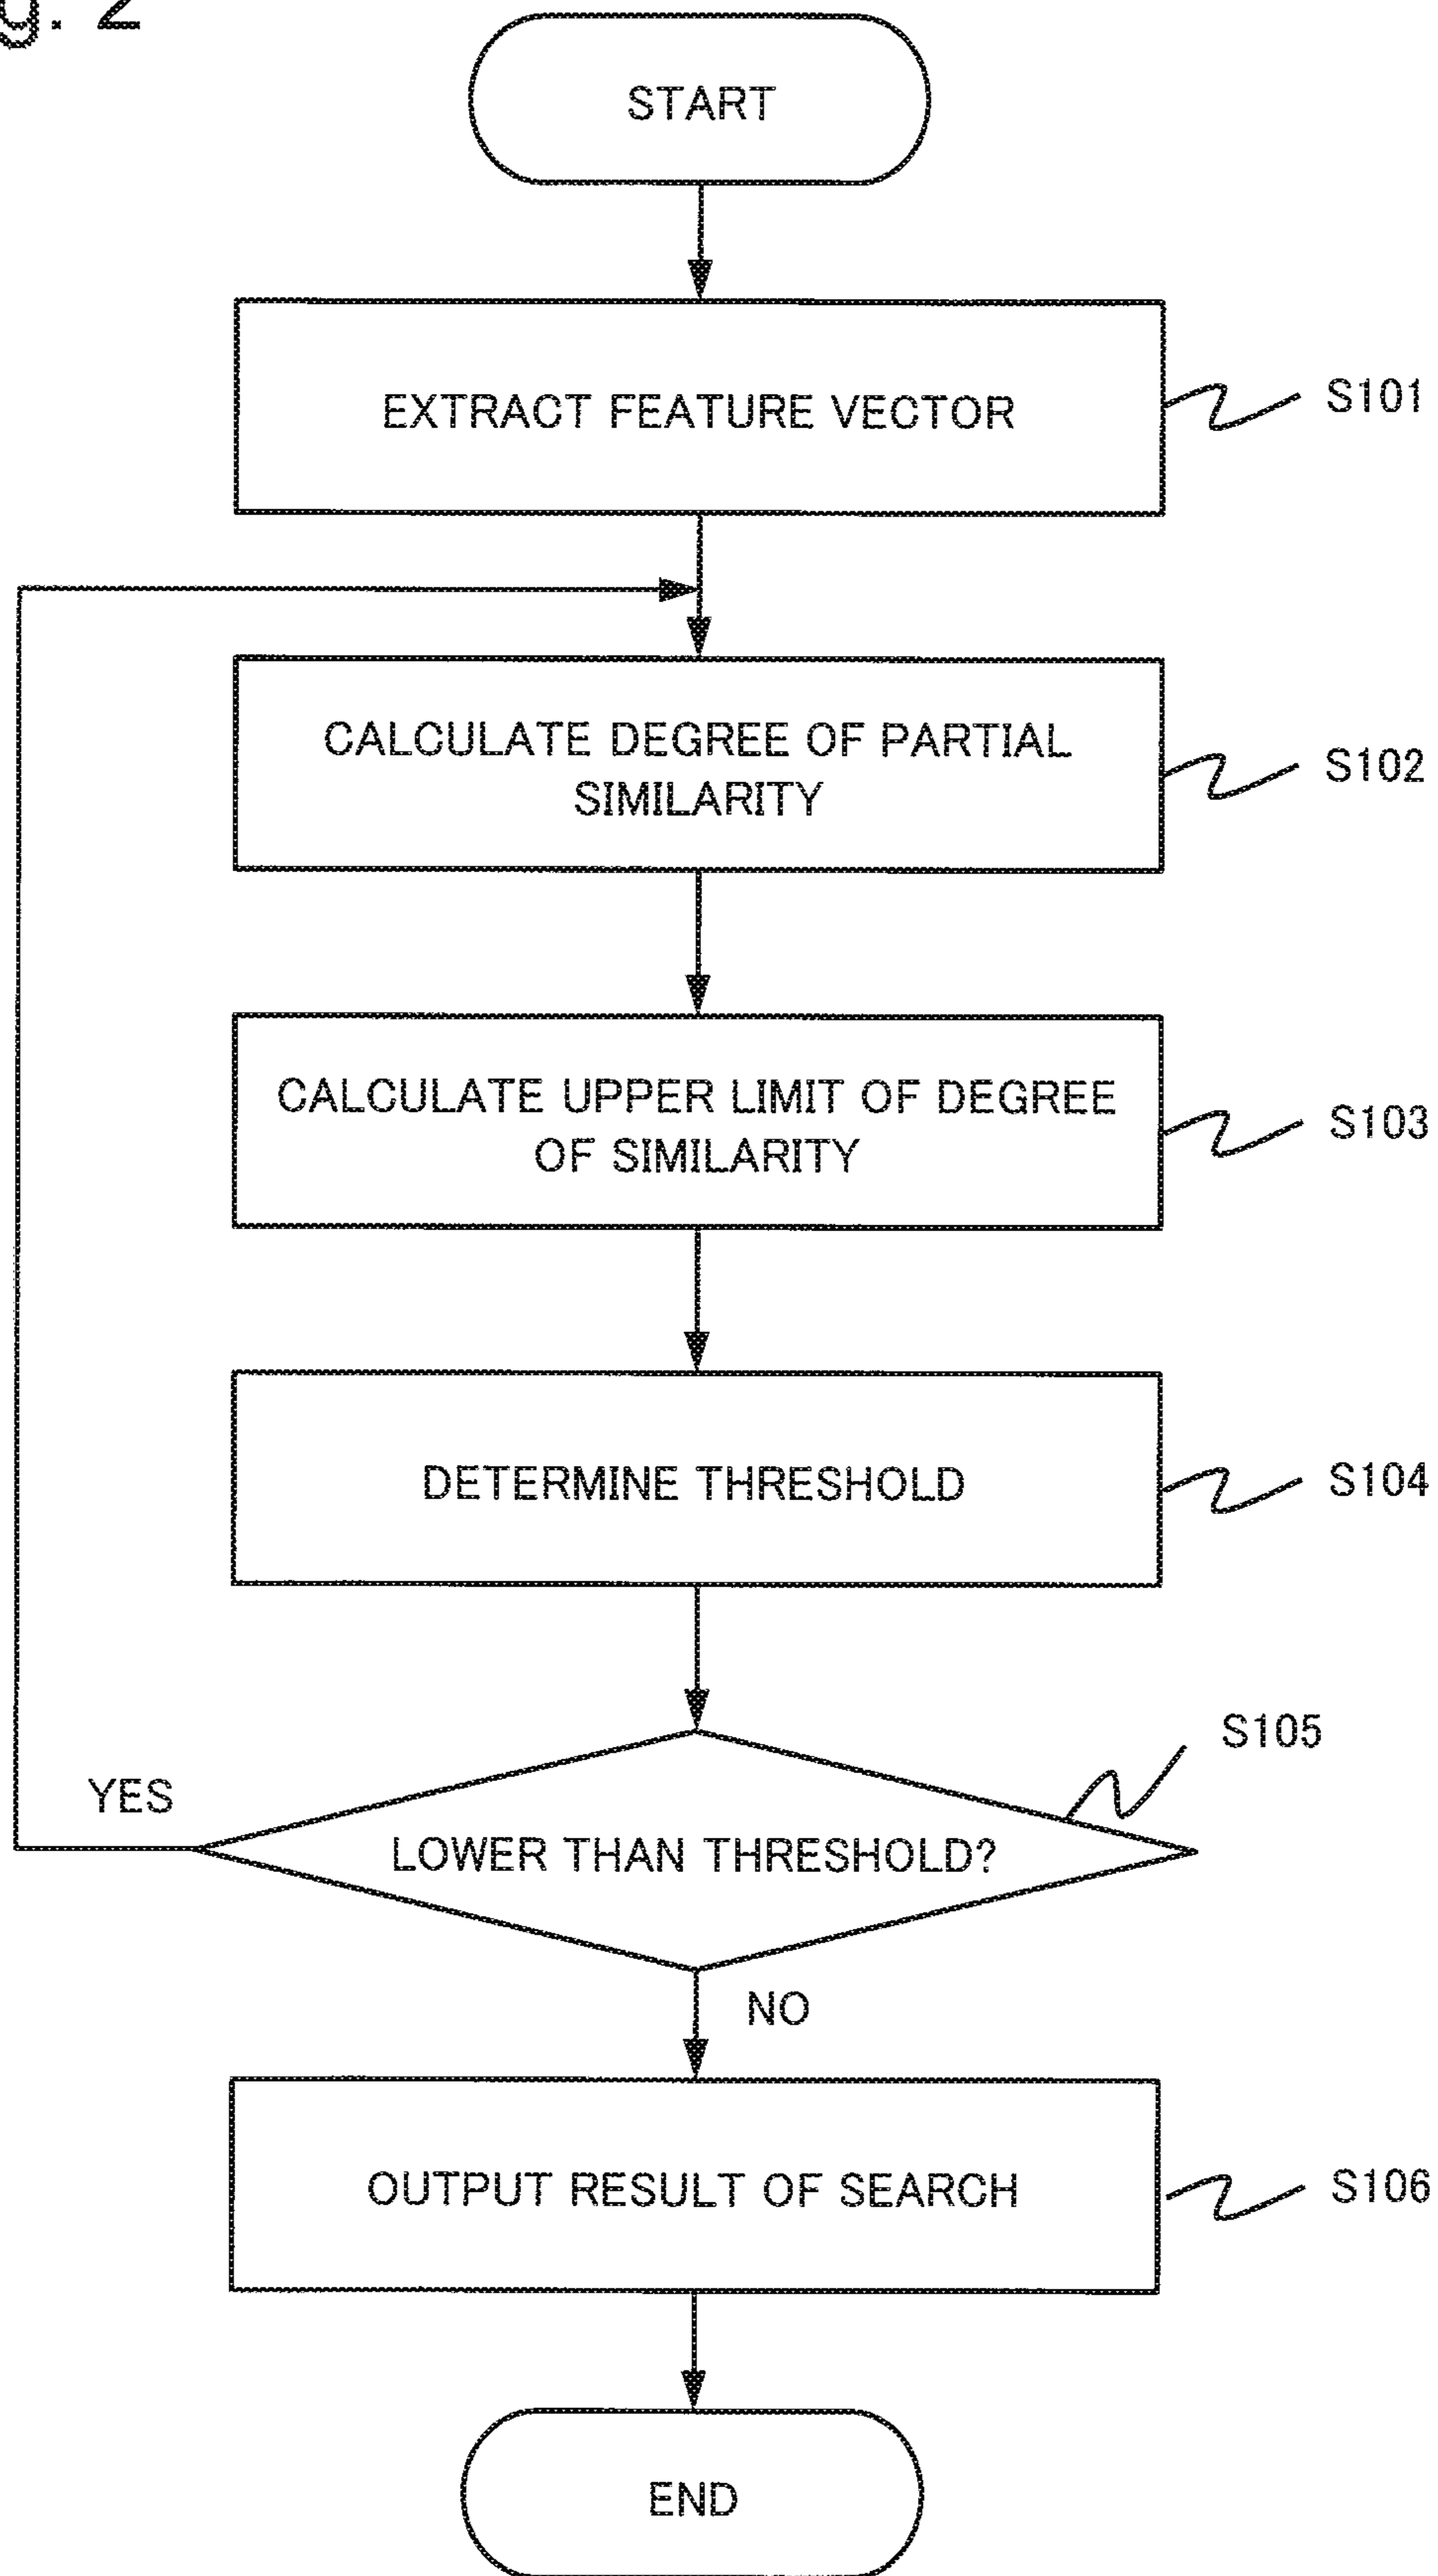 g. 2
START
EXTRACT FEATURE VECTOR
S101
CALCULATE DEGREE OF PARTIAL
SIMILARITY
S102
CALCULATE UPPER LIMIT OF DEGREE
OF SIMILARITY
S103
DETERMINE THRESHOLD
S104
S105
YES
LOWER THAN THRESHOLD?
NO
OUTPUT RESULT OF SEARCH
S106
END